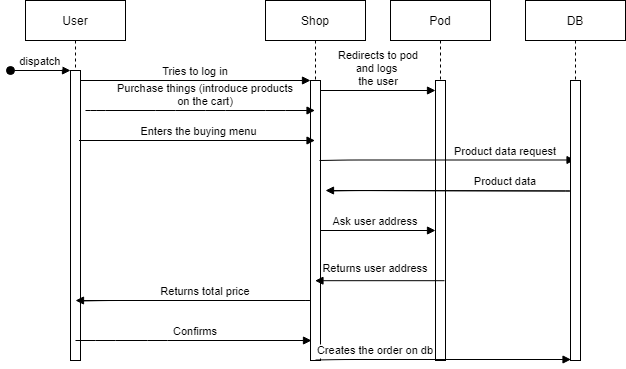 User
Shop
Pod
DB
dispatch
Tries to log in
Redirects to pod
and logs
the user
Purchase things (introduce products
on the cart)
Enters the buying menu
Product data request
Product data
Ask user address
Returns user address
Returns total price
Confirms
Creates the order on db